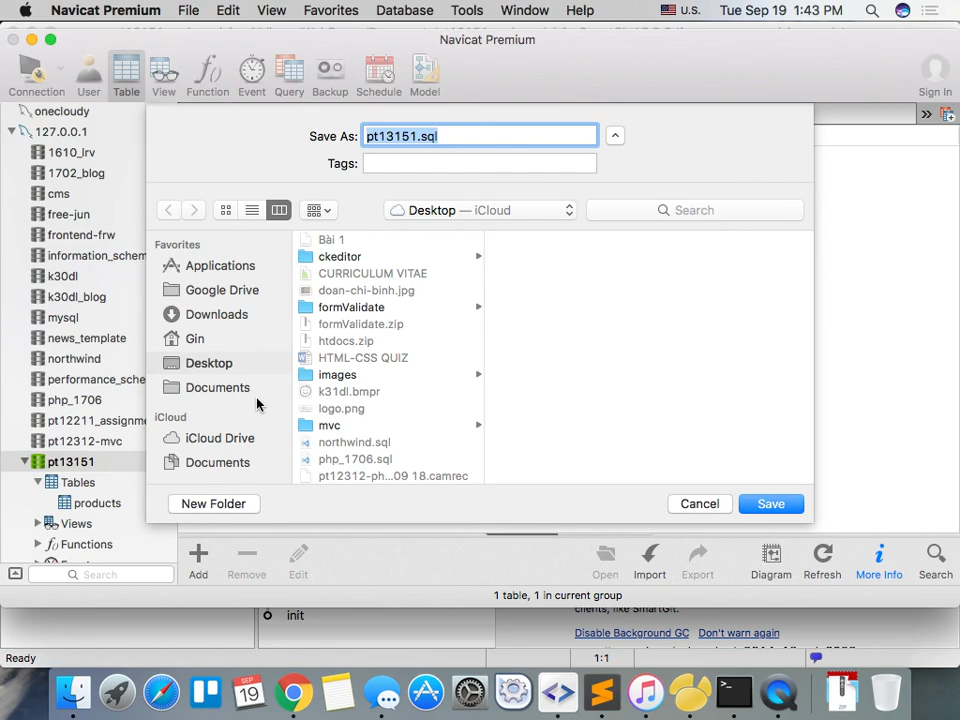 Navicat Premium File Edit View Favorites Database Tools Window Help U.S. Tue Sep 19 1:43 PM
Navicat Premium
Connection User Table View Function Event Query Backup Schedule Model Sign In
onecloudy
127.0.0.1
1610_lrv
1702_blog
cms
free-jun
frontend-frw
information_schem
k30dl
k30dl_blog
mysql
news_template
northwind
performance_sche
php_1706
pt12211_assignme
pt12312-mvc
pt13151
Tables
products
Views
Functions
Search
Save As: pt13151.sql
Tags:
Desktop — iCloud
Search
Favorites
Applications
Google Drive
Downloads
Gin
Desktop
Documents
iCloud
iCloud Drive
Documents
Bài 1
ckeditor
CURRICULUM VITAE
doan-chi-binh.jpg
formValidate
formValidate.zip
htdocs.zip
HTML-CSS QUIZ
images
k31dl.bmpr
logo.png
mvc
northwind.sql
php_1706.sql
pt12312-ph...09 18.camrec
New Folder Cancel Save
Add Remove Edit Open Import Export Diagram Refresh More Info Search
1 table, 1 in current group
init
clients, like SmartGit.
Disable Background GC Don't warn again
Ready 1:1
SEP
19
ZIP